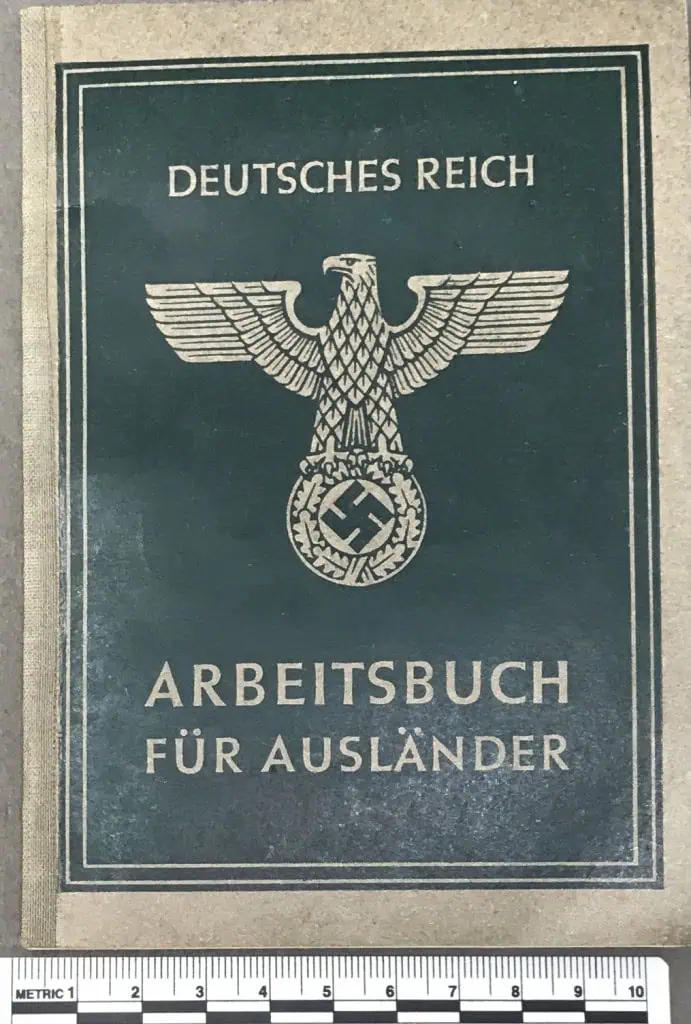 DEUTSCHES REICH
ARBEITSBUCH
FÜR AUSLÄNDER
METRIC 1 2 3 4 5 6 7 8 9 10